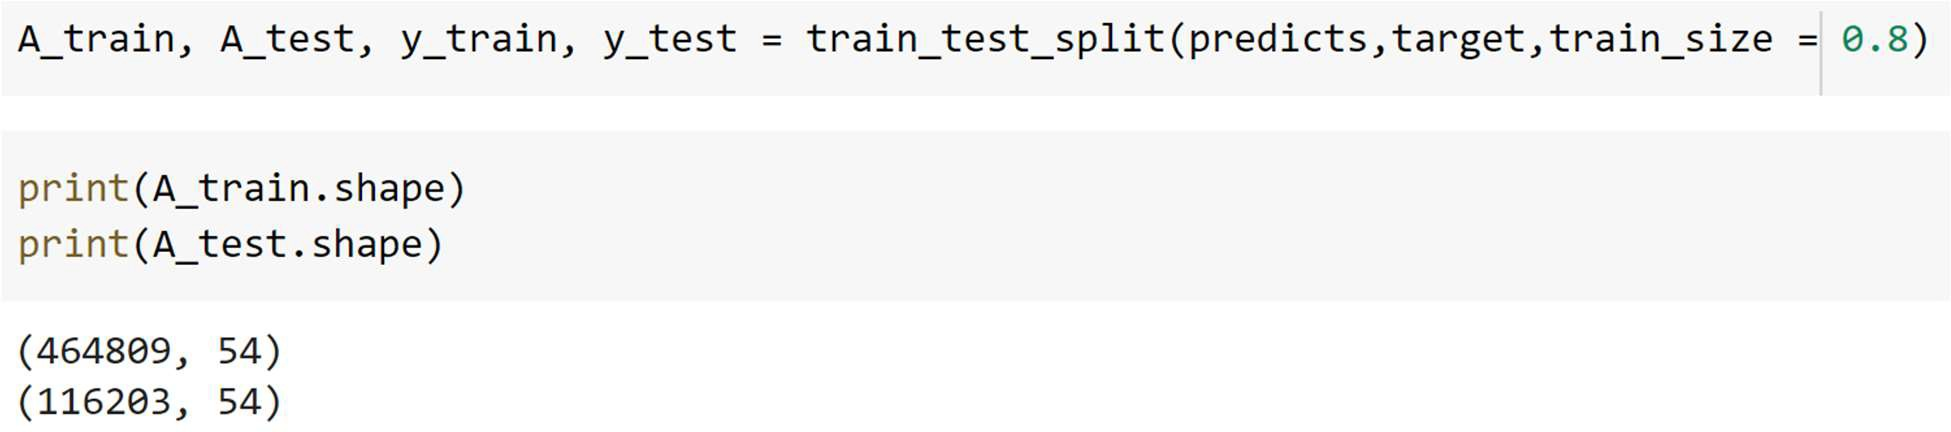 A_train, A_test, y_train, y_test = train_test_split(predicts,target,train_size = 0.8)
print(A_train.shape)
print(A_test.shape)
(464809, 54)
(116203, 54)